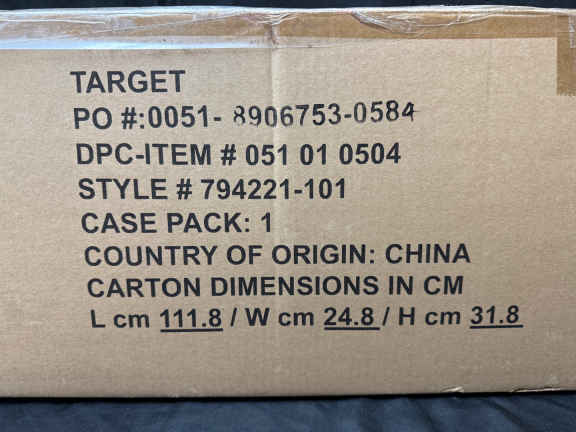 TARGET
PO #:0051- 8906753-0584
DPC-ITEM # 051 01 0504
STYLE # 794221-101
CASE PACK: 1
COUNTRY OF ORIGIN: CHINA
CARTON DIMENSIONS IN CM
L cm 111.8 / W cm 24.8 / H cm 31.8